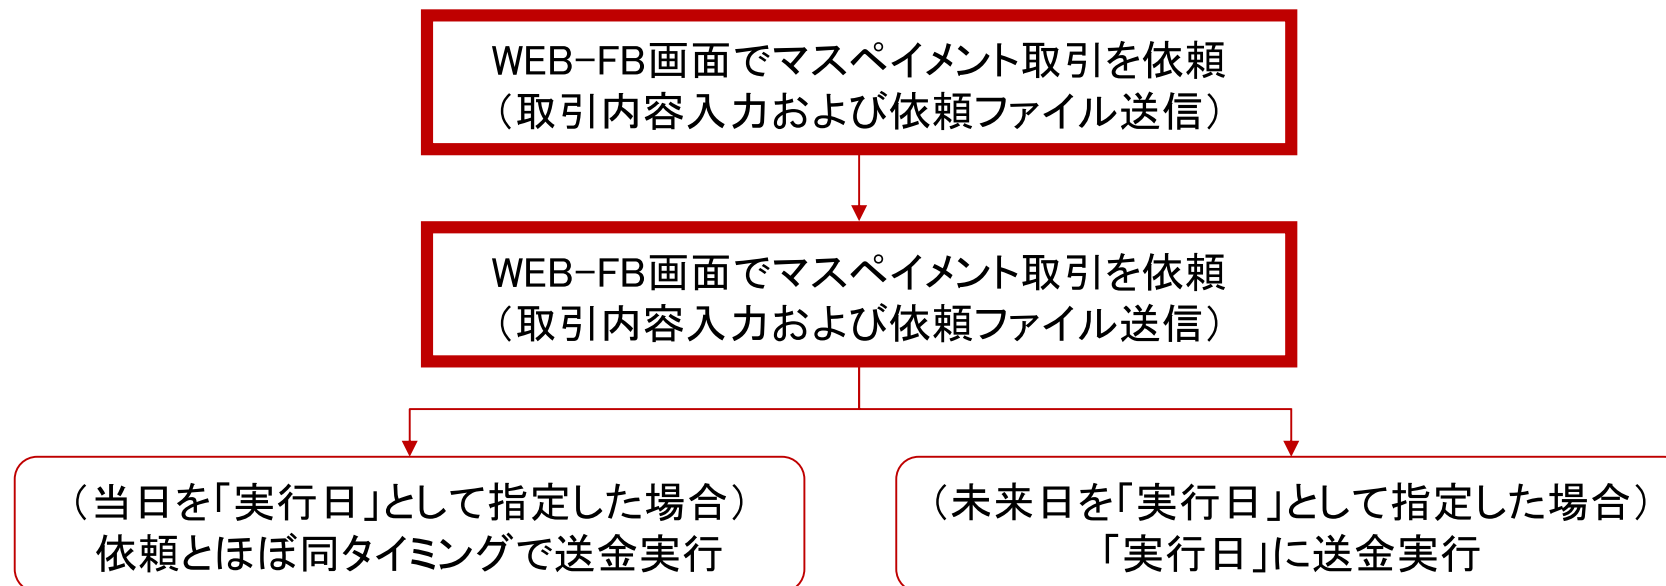 WEB-FB画面でマスペイメント取引を依頼
（取引内容入力および依頼ファイル送信）
WEB-FB画面でマスペイメント取引を依頼
（取引内容入力および依頼ファイル送信）
（当日を「実行日」として指定した場合）
依頼とほぼ同タイミングで送金実行
（未来日を「実行日」として指定した場合）
「実行日」に送金実行